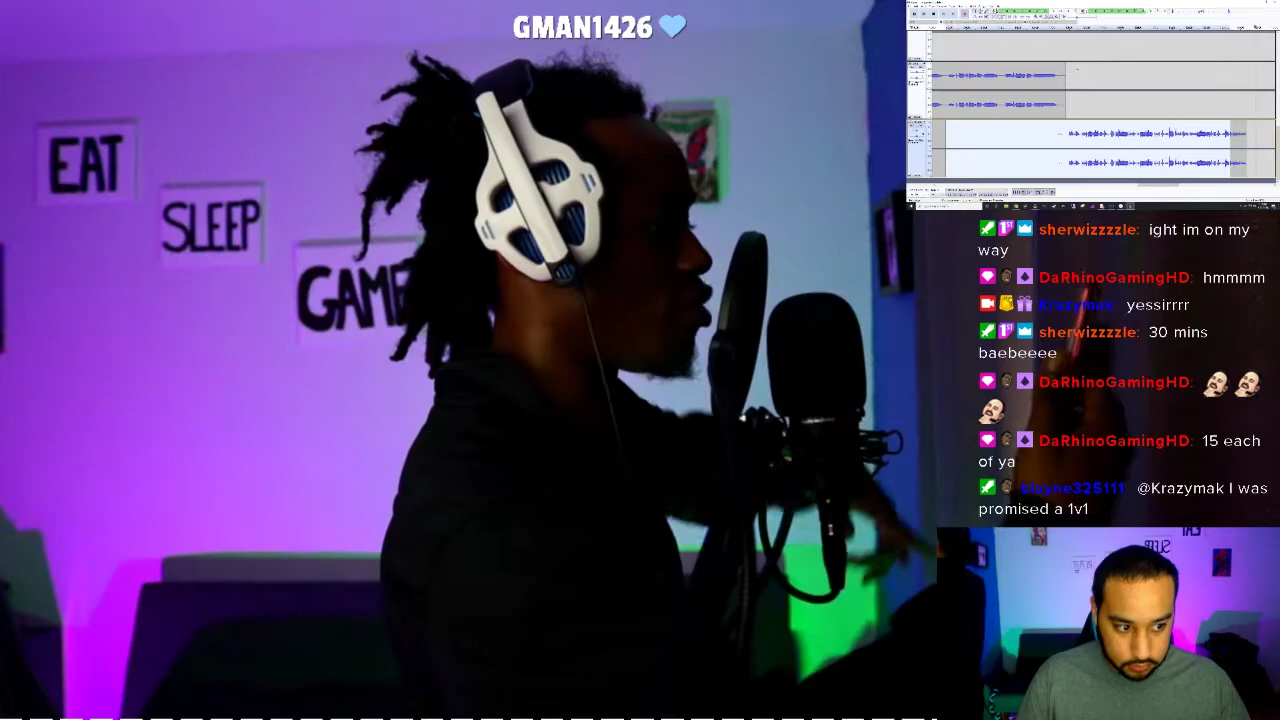 GMAN1426
EAT
SLEEP
GAME
sherwizzzzle: ight im on my
way
DaRhinoGamingHD: hmmmm
Krazymak: yessirrrr
sherwizzzzle: 30 mins
baebeeee
DaRhinoGamingHD:
DaRhinoGamingHD: 15 each
of ya
blayne325111: @Krazymak I was
promised a 1v1